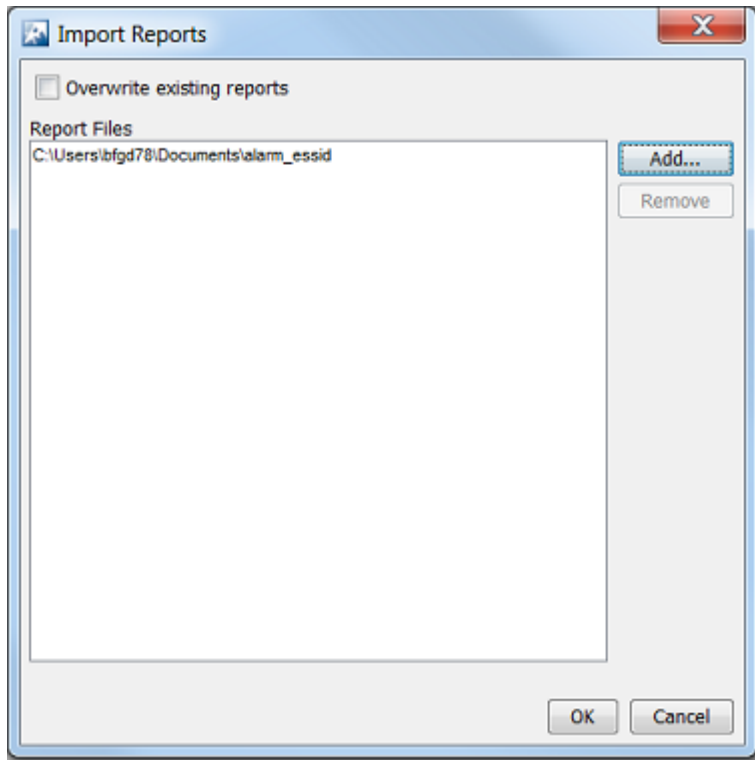 Import Reports
Overwrite existing reports
Report Files
C:\Users\bfgd78\Documents\alarm_essid
Add...
Remove
OK
Cancel